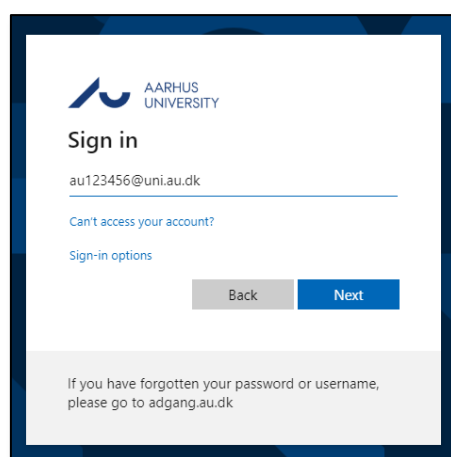 AARHUS
UNIVERSITY
Sign in
au123456@uni.au.dk
Can't access your account?
Sign-in options
Back Next
If you have forgotten your password or username,
please go to adgang.au.dk